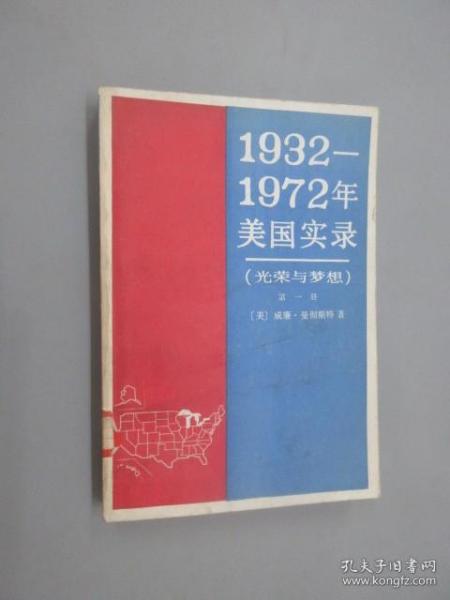 1932—
1972年
美国实录
(光荣与梦想)
第一册
〔美〕威廉·曼彻斯特 著
孔夫子旧书网
www.kongfz.com